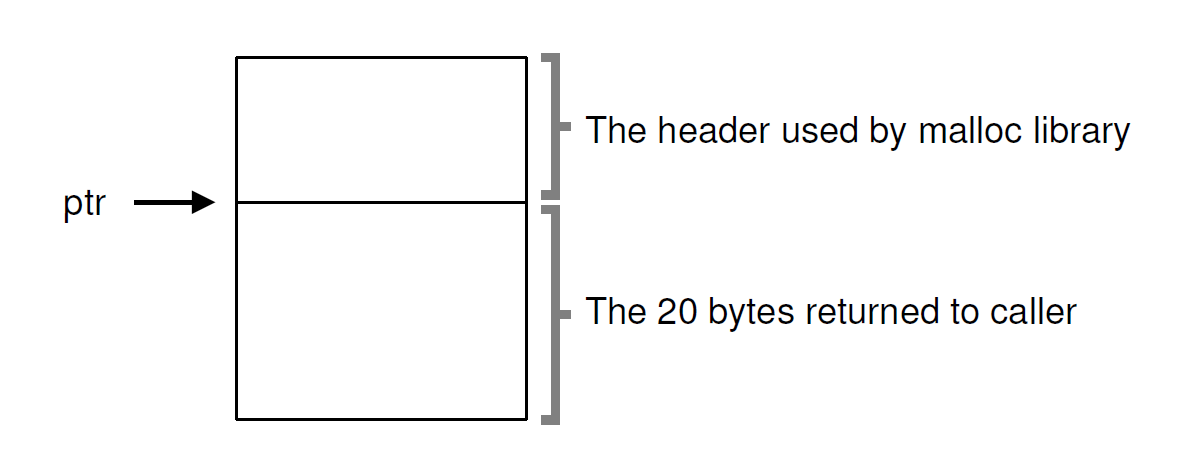 The header used by malloc library
ptr
The 20 bytes returned to caller